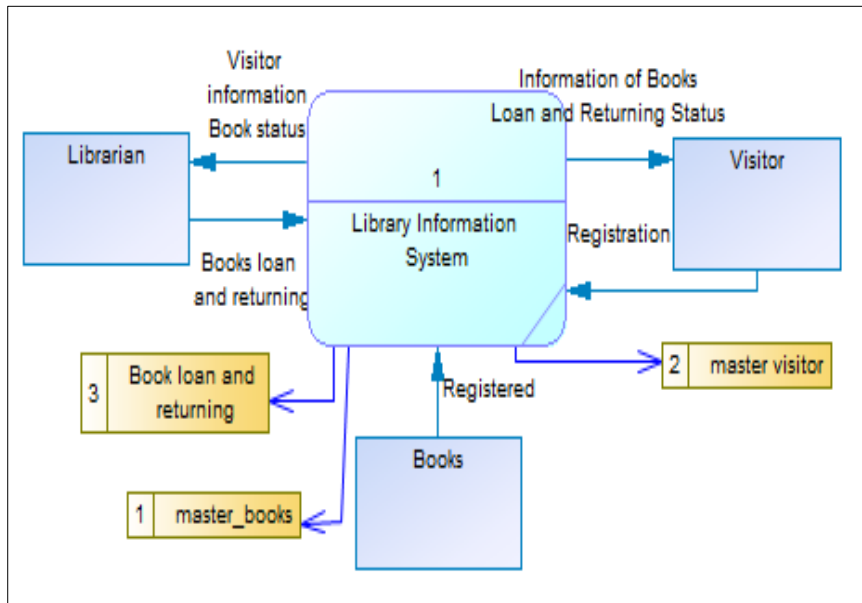 Visitor
information
Book status
Information of Books
Loan and Returning Status
Librarian
1
Visitor
Library Information
System
Registration
Books loan
and returning
3
Book loan and
returning
2
master visitor
Registered
Books
1
master_books